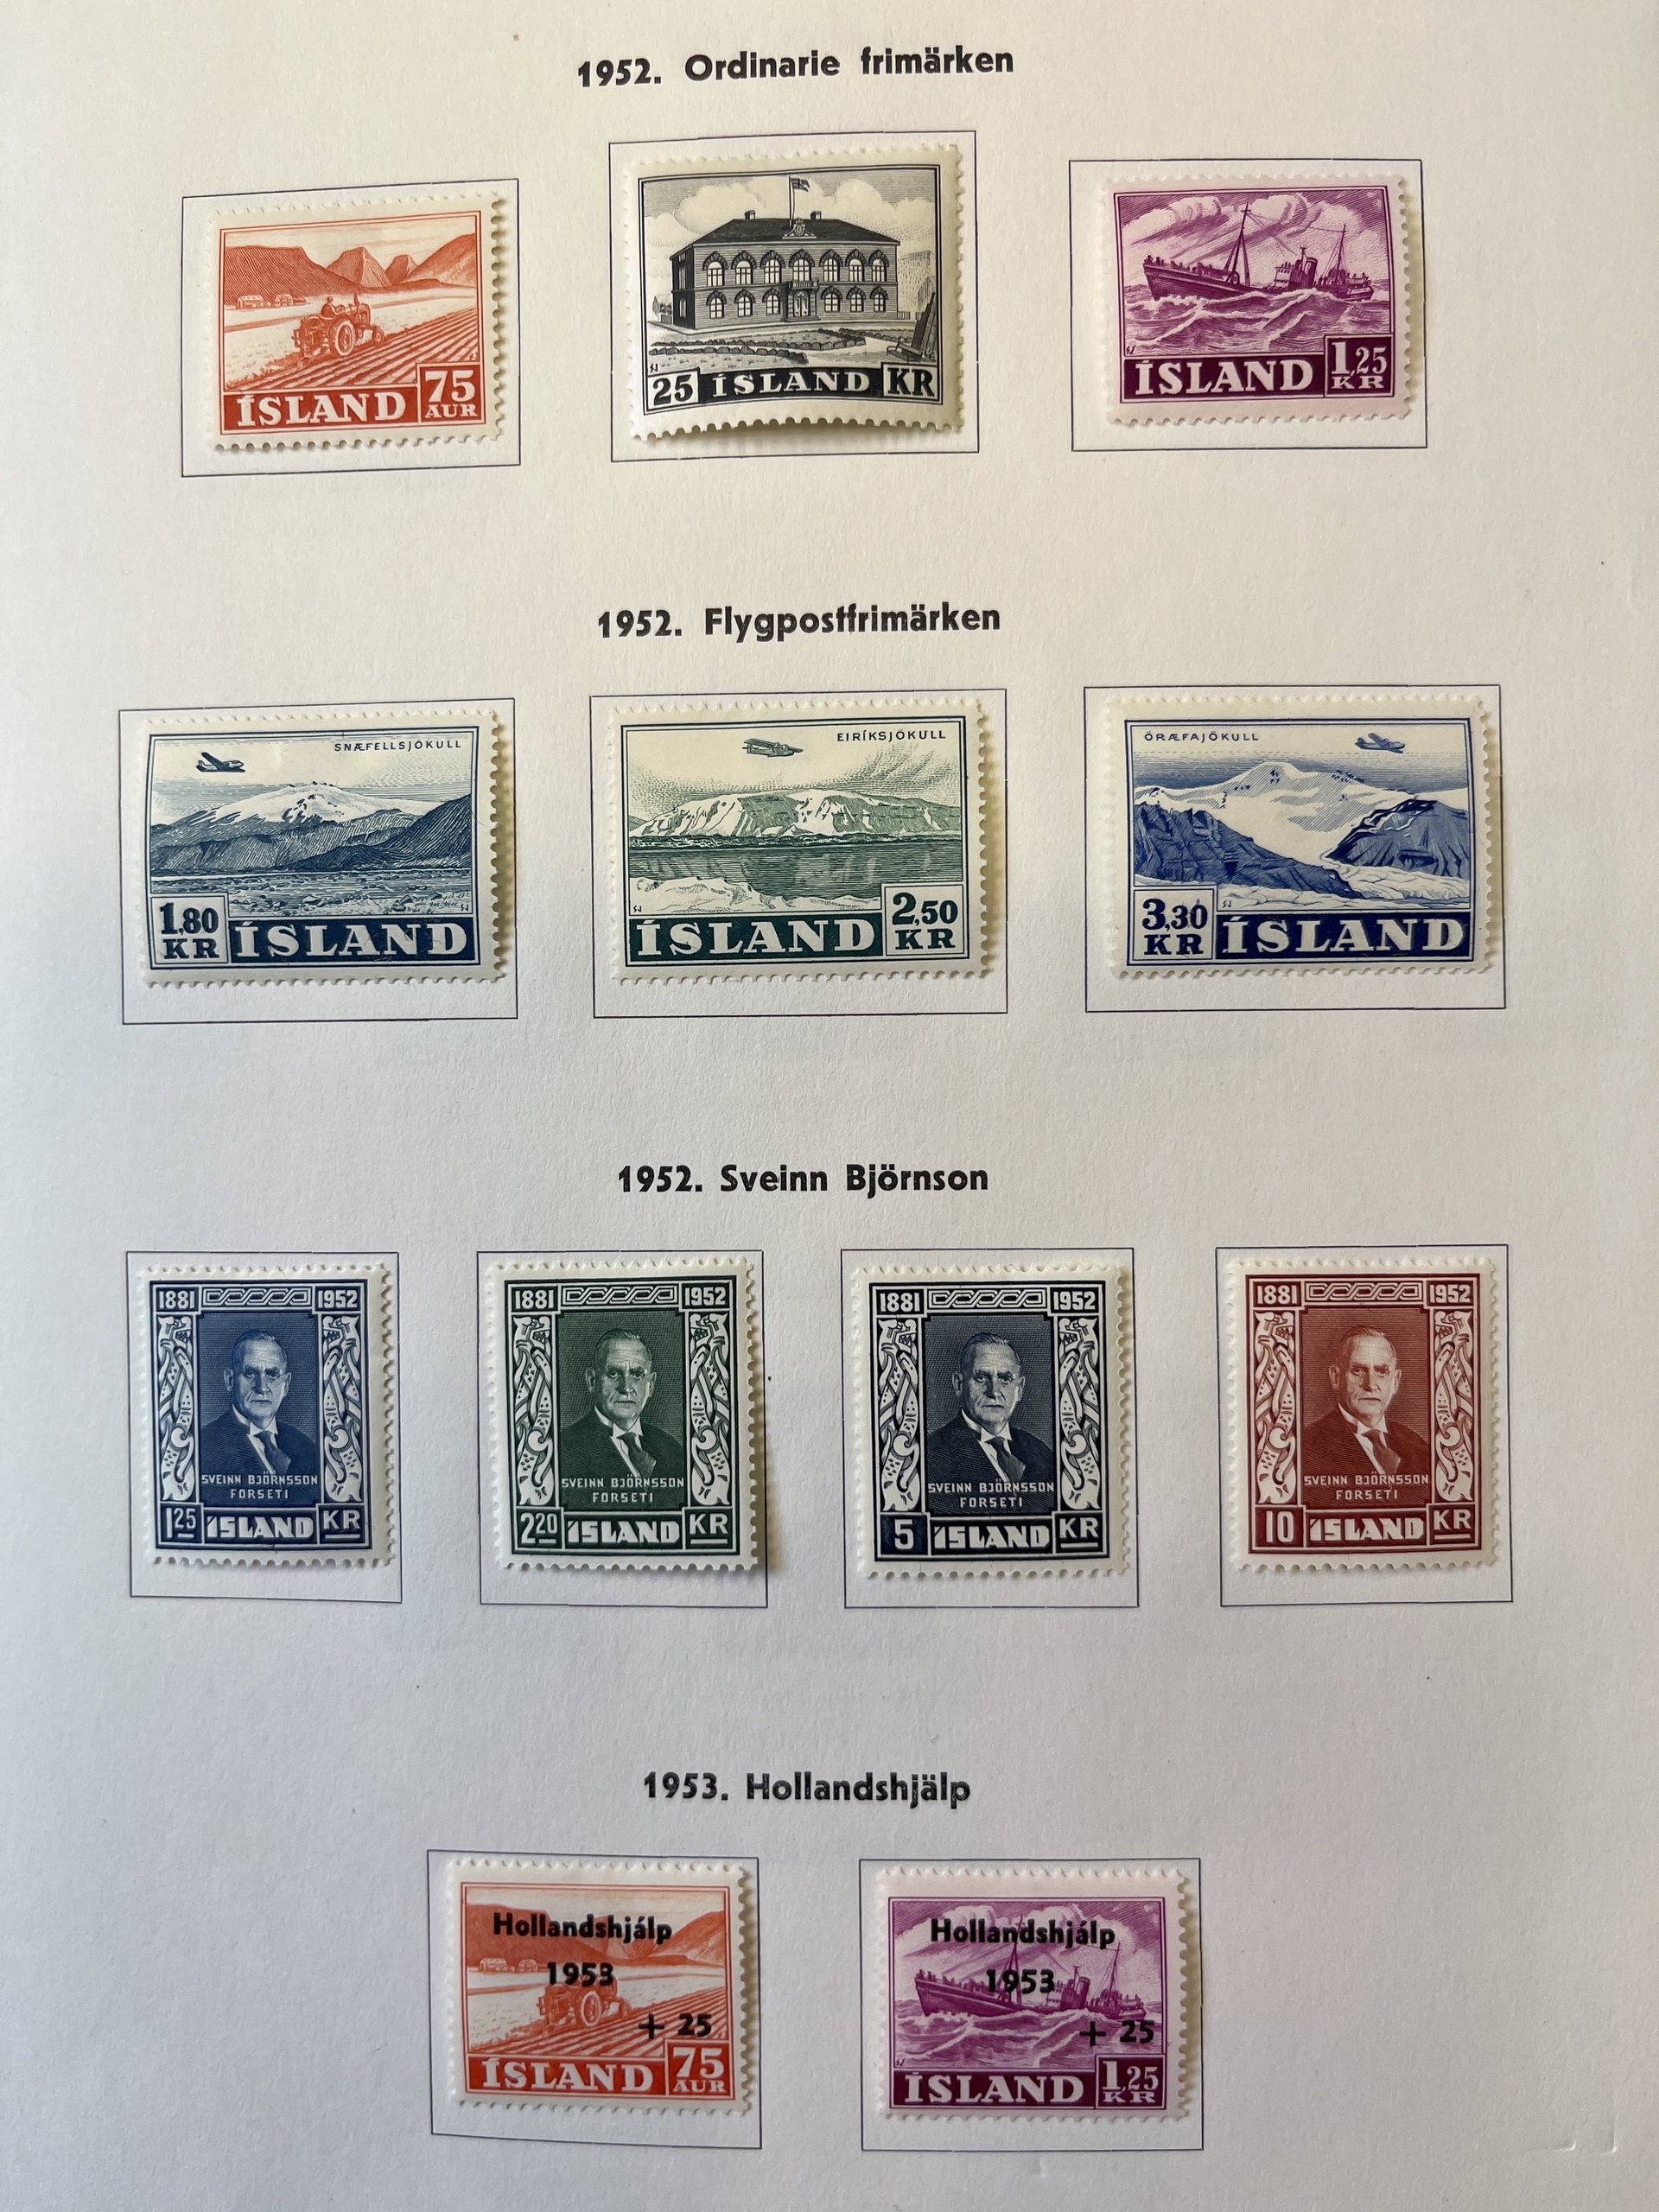 1952. Ordinarie frimärken
ÍSLAND 75 AUR
25 ÍSLAND KR
ÍSLAND 1,25 KR
1952. Flygpostfrimärken
SNÆFELLSJÖKULL
1,80 KR ÍSLAND
EIRÍKSJÖKULL
ÍSLAND 2,50 KR
ÖRÆFAJÖKULL
3,30 KR ÍSLAND
1952. Sveinn Björnson
1881 1952
SVEINN BJÖRNSSON
FORSETI
1 25 ÍSLAND KR
1881 1952
SVEINN BJÖRNSSON
FORSETI
2 20 ÍSLAND KR
1881 1952
SVEINN BJÖRNSSON
FORSETI
5 ÍSLAND KR
1881 1952
SVEINN BJÖRNSSON
FORSETI
10 ÍSLAND KR
1953. Hollandshjälp
Hollandshjálp
1953
+ 25
ÍSLAND 75 AUR
Hollandshjálp
1953
+ 25
ÍSLAND 1,25 KR